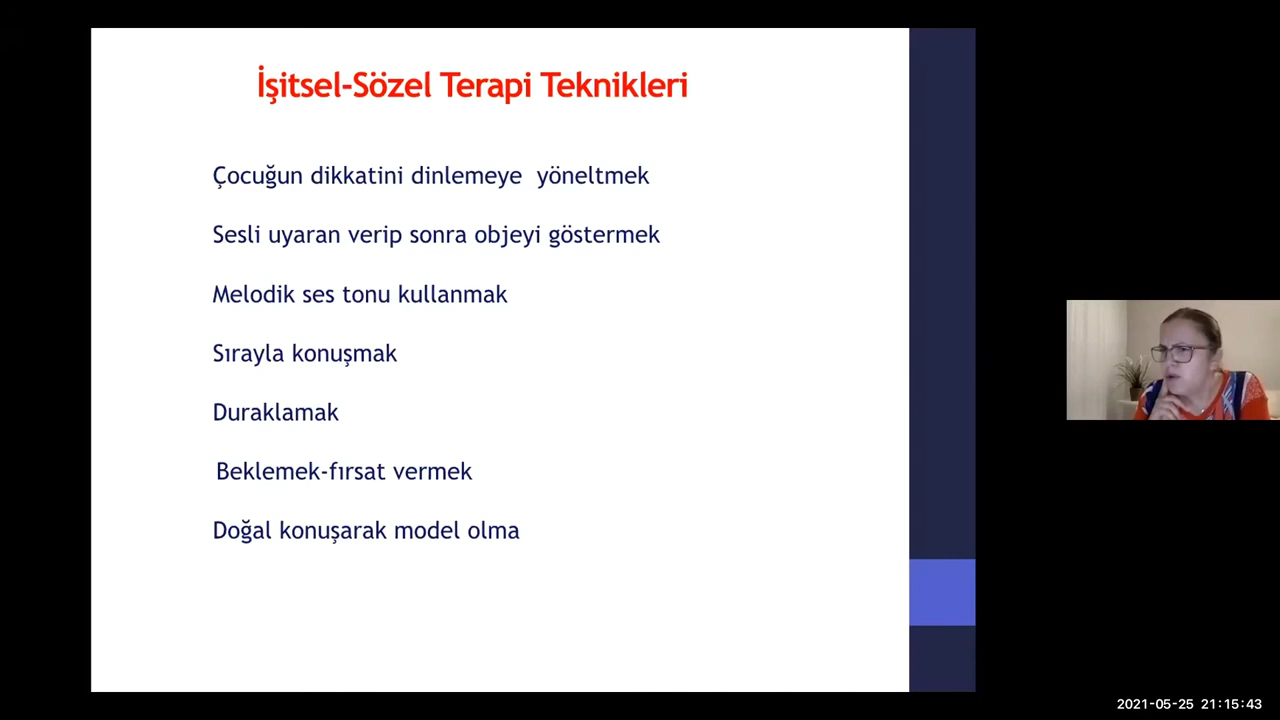 İşitsel-Sözel Terapi Teknikleri
Çocuğun dikkatini dinlemeye yöneltmek
Sesli uyaran verip sonra objeyi göstermek
Melodik ses tonu kullanmak
Sırayla konuşmak
Duraklamak
Beklemek-fırsat vermek
Doğal konuşarak model olma
2021-05-25 21:15:43